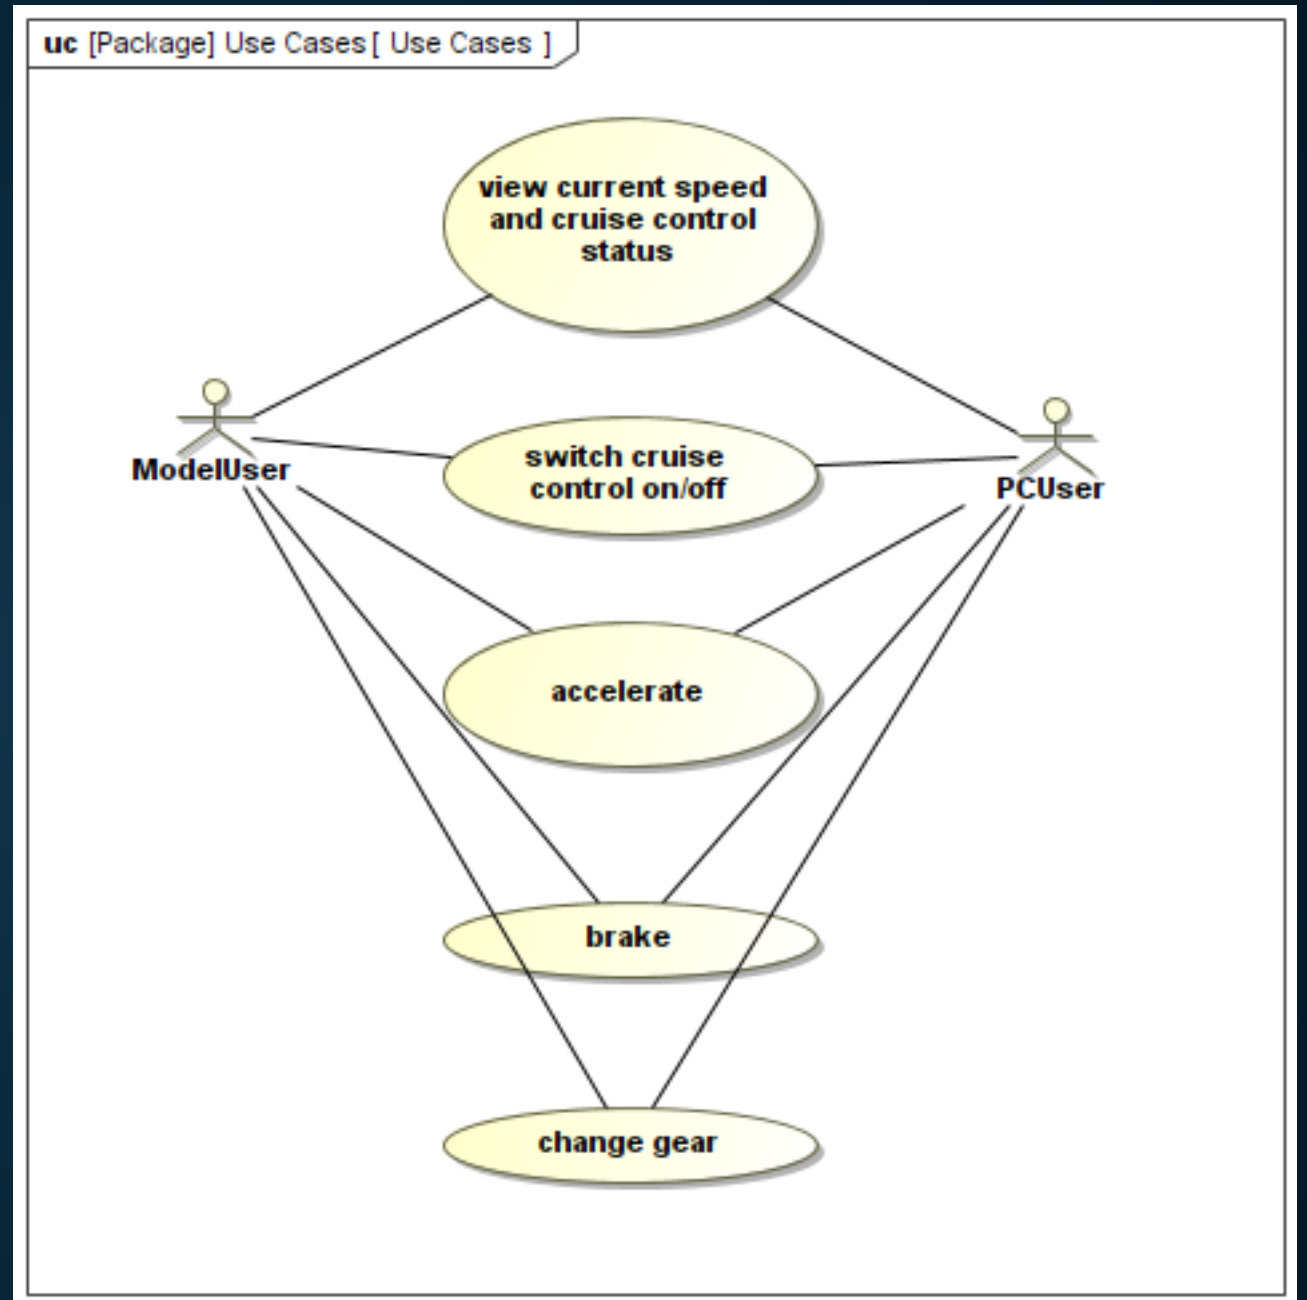 uc [Package] Use Cases [ Use Cases ]
view current speed
and cruise control
status
ModelUser
switch cruise
control on/off
PCUser
accelerate
brake
change gear